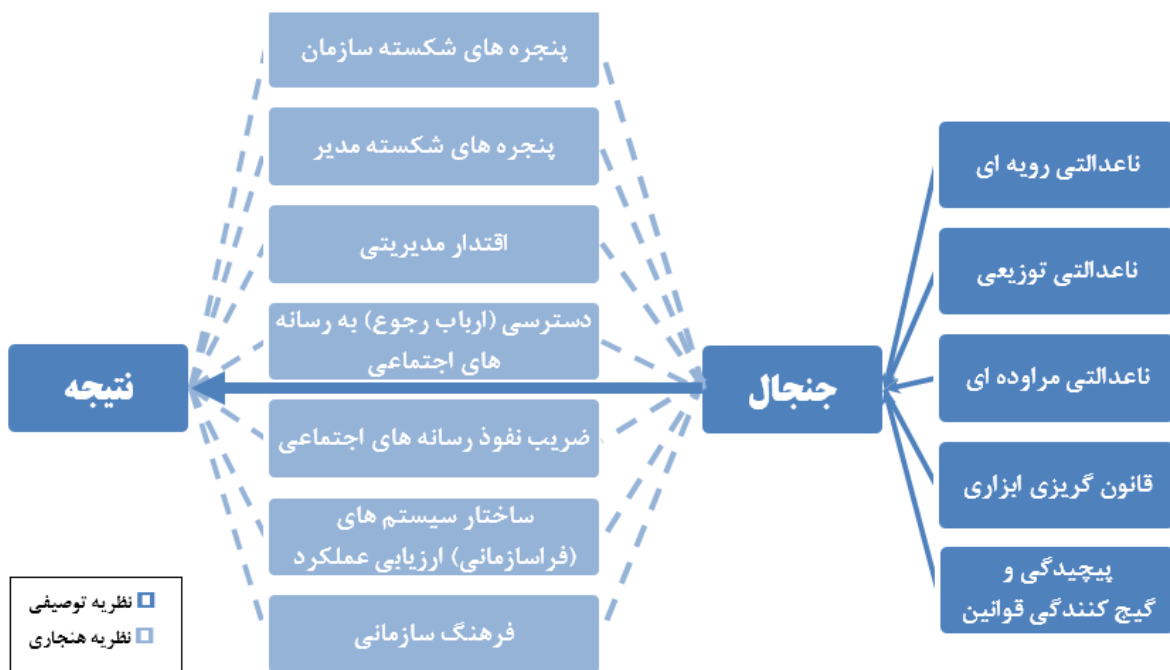 ناعدالتی رویه ای
ناعدالتی توزیعی
ناعدالتی مراوده ای
قانون گریزی ابزاری
پیچیدگی و
گیج کنندگی قوانین
جنجال
پنجره های شکسته سازمان
پنجره های شکسته مدیر
اقتدار مدیریتی
دسترسی (ارباب رجوع) به رسانه
های اجتماعی
ضریب نفوذ رسانه های اجتماعی
ساختار سیستم های
(فراسازمانی) ارزیابی عملکرد
فرهنگ سازمانی
نتیجه
نظریه توصیفی
نظریه هنجاری